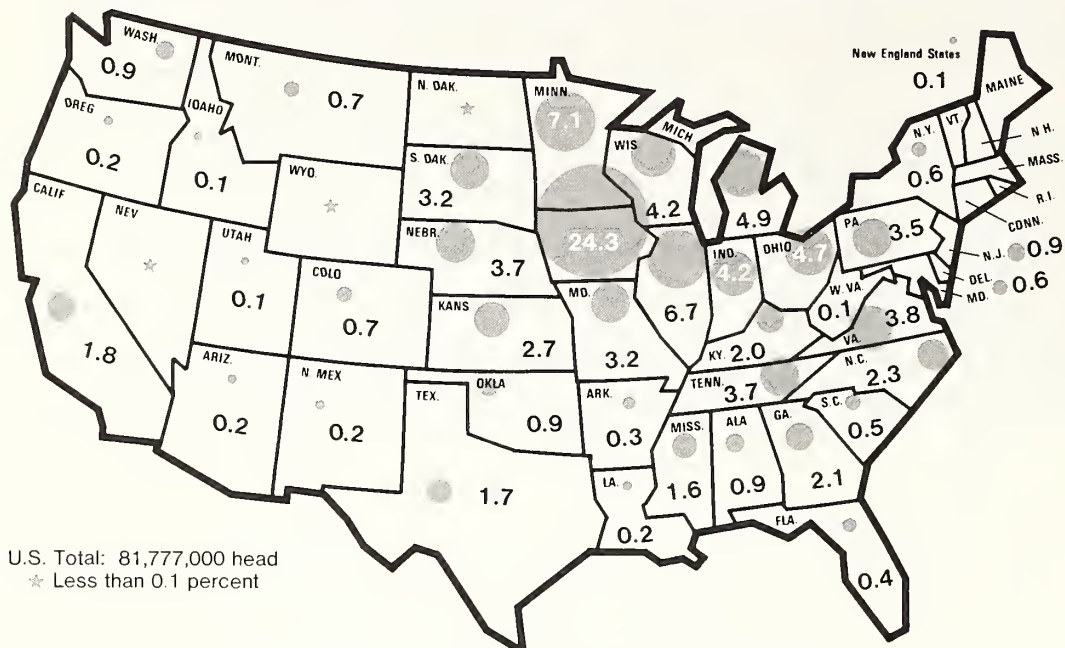 WASH.
0.9
MONT.
0.7
N. DAK.
MINN.
7.1
New England States
0.1
MAINE
VT.
N H.
MASS.
R.I.
CONN.
OREG
0.2
IDAHO
0.1
WYO.
S. DAK.
3.2
WIS.
4.2
MICH
4.9
N.Y.
0.6
CALIF
1.8
NEV
UTAH
0.1
COLO
0.7
NEBR.
3.7
24.3
6.7
IND.
4.2
OHIO
4.7
PA.
3.5
N.J.
0.9
DEL.
MD.
0.6
KANS
2.7
MO.
3.2
KY.
2.0
W. VA.
0.1
VA.
3.8
ARIZ.
0.2
N. MEX
0.2
TEX.
1.7
OKLA
0.9
ARK.
0.3
TENN.
3.7
N.C.
2.3
S.C.
0.5
LA.
0.2
MISS.
1.6
ALA
0.9
GA.
2.1
FLA.
0.4
U.S. Total: 81,777,000 head
Less than 0.1 percent